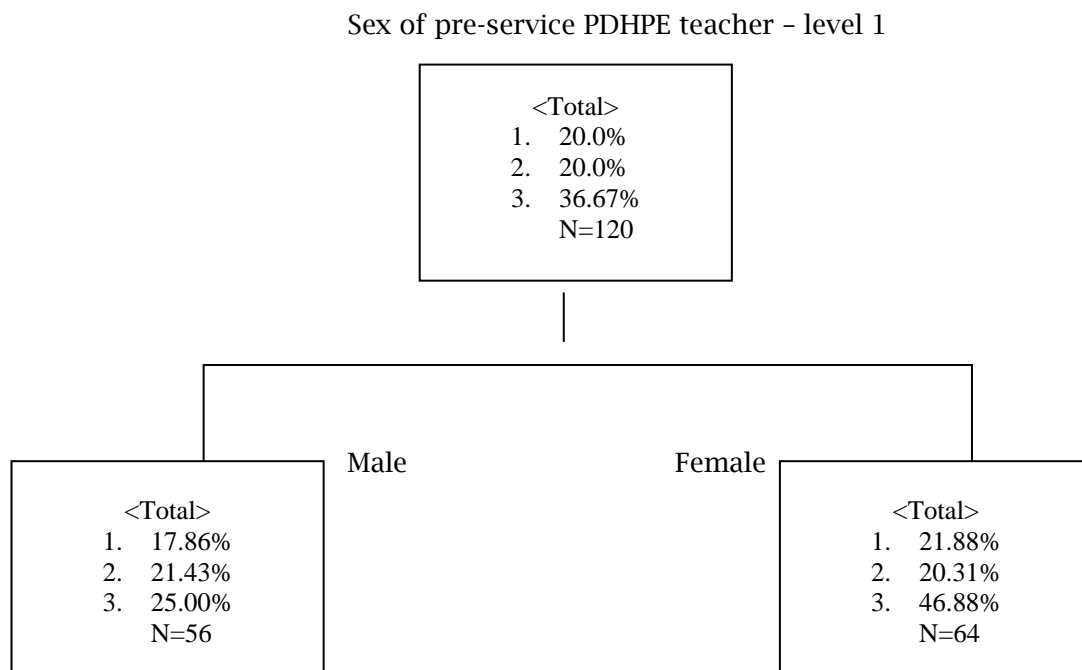 Sex of pre-service PDHPE teacher – level 1
<Total>
1. 20.0%
2. 20.0%
3. 36.67%
N=120
Male
Female
<Total>
1. 17.86%
2. 21.43%
3. 25.00%
N=56
<Total>
1. 21.88%
2. 20.31%
3. 46.88%
N=64